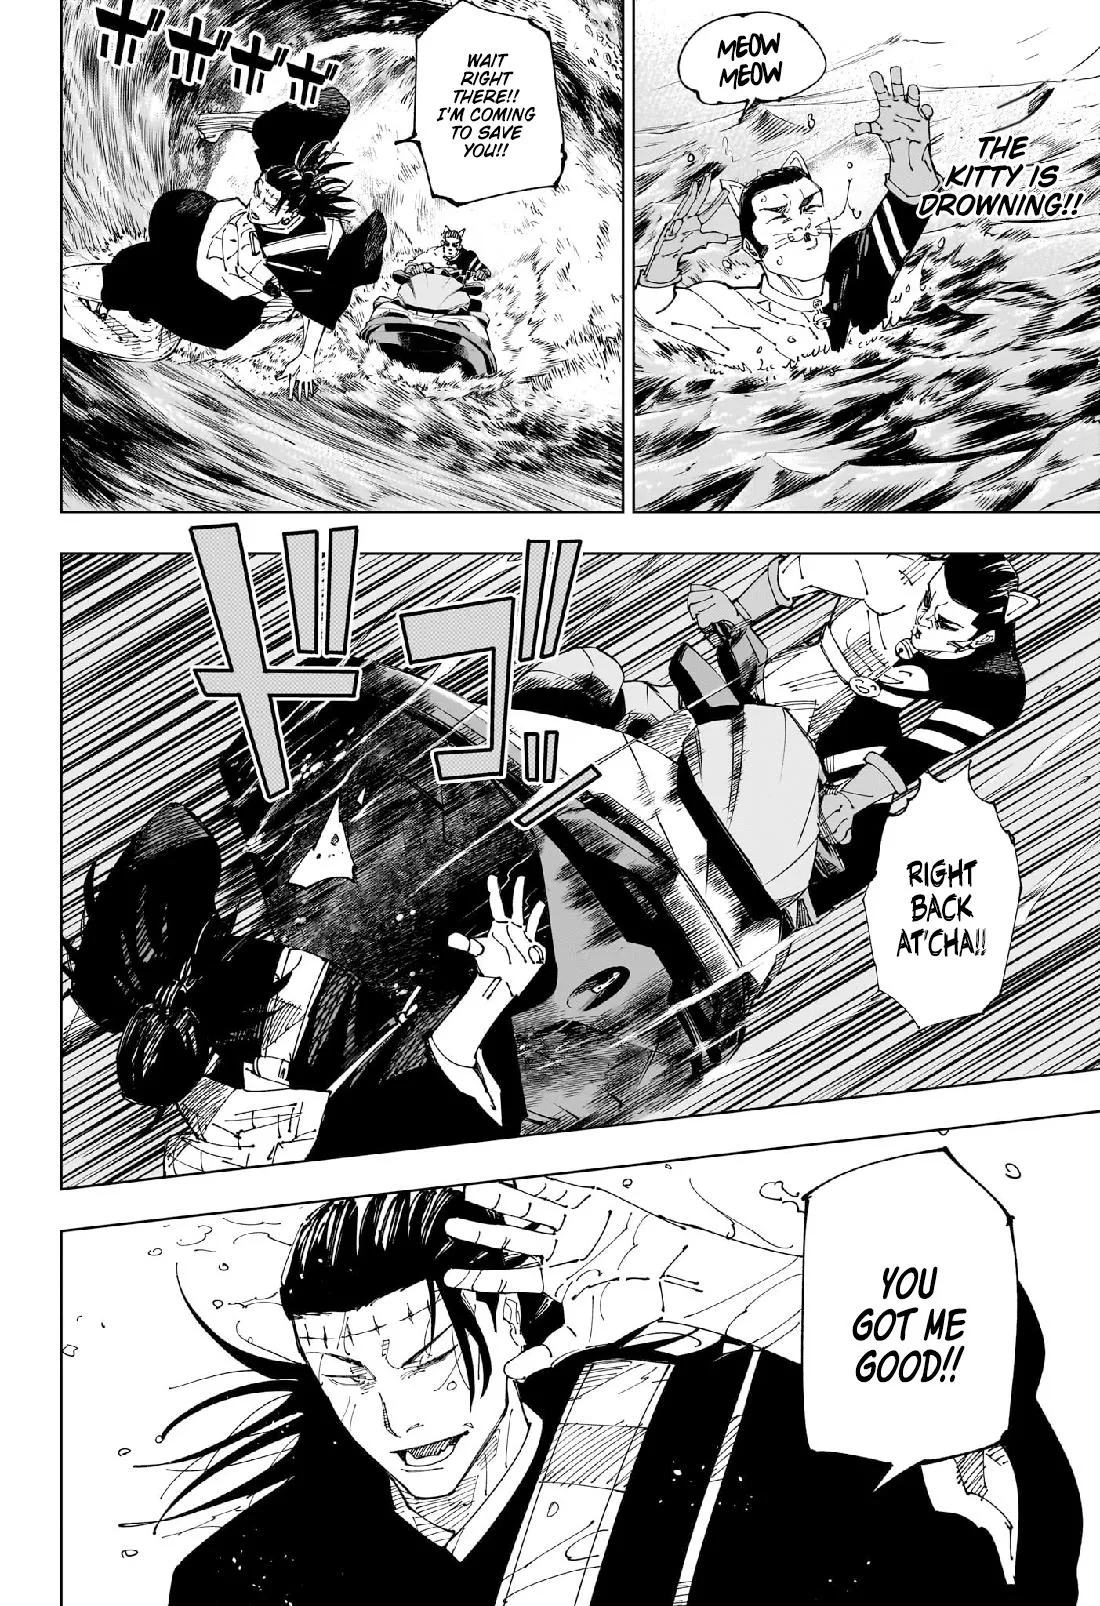 MEOW
MEOW
THE
KITTY IS
DROWNING!!
WAIT
RIGHT
THERE!!
I'M COMING
TO SAVE
YOU!!
ボボボボ
ドゴッ
RIGHT
BACK
AT'CHA!!
YOU
GOT ME
GOOD!!